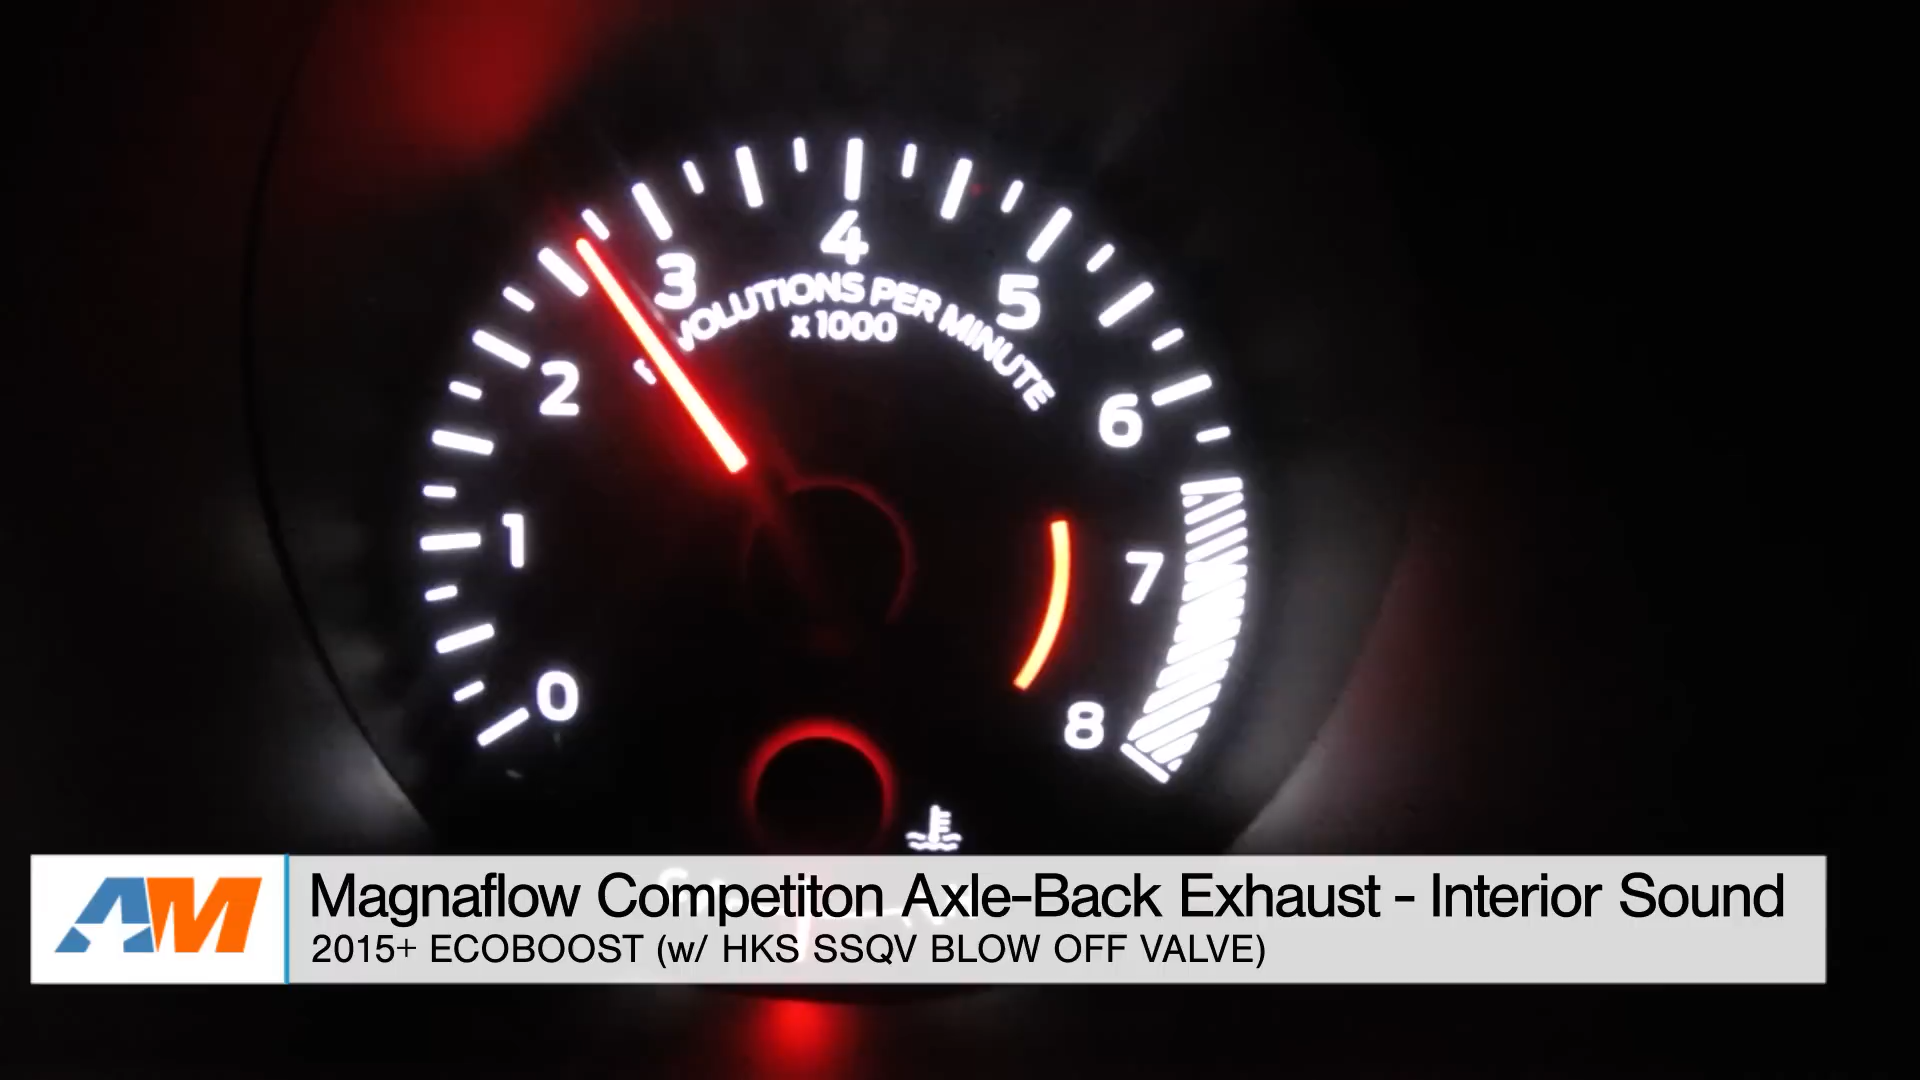 4
3
5
VOLUTIONS PER MINUTE
x 1000
2
6
1
7
0
8
AM
Magnaflow Competiton Axle-Back Exhaust - Interior Sound
2015+ ECOBOOST (w/ HKS SSQV BLOW OFF VALVE)